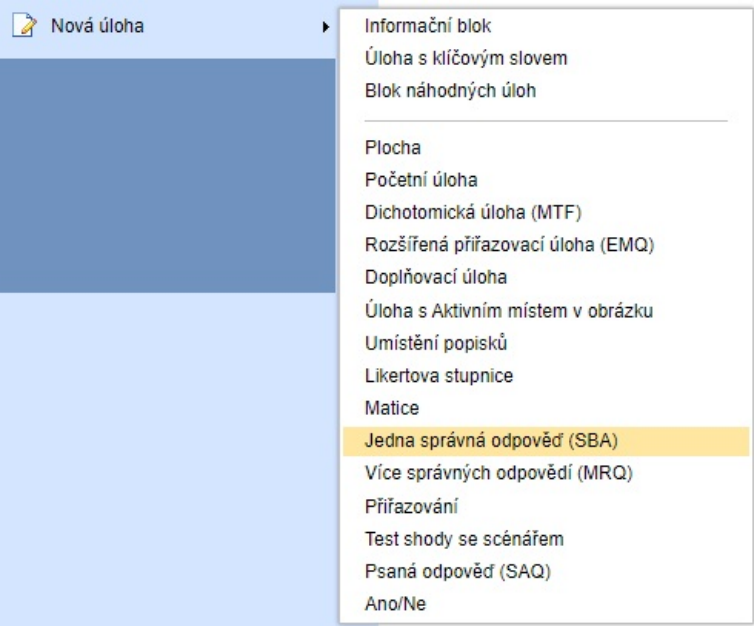 Nová úloha
Informační blok
Úloha s klíčovým slovem
Blok náhodných úloh
Plocha
Početní úloha
Dichotomická úloha (MTF)
Rozšířená přiřazovací úloha (EMQ)
Doplňovací úloha
Úloha s Aktivním místem v obrázku
Umístění popisků
Likertova stupnice
Matice
Jedna správná odpověď (SBA)
Více správných odpovědí (MRQ)
Přiřazování
Test shody se scénářem
Psaná odpověď (SAQ)
Ano/Ne